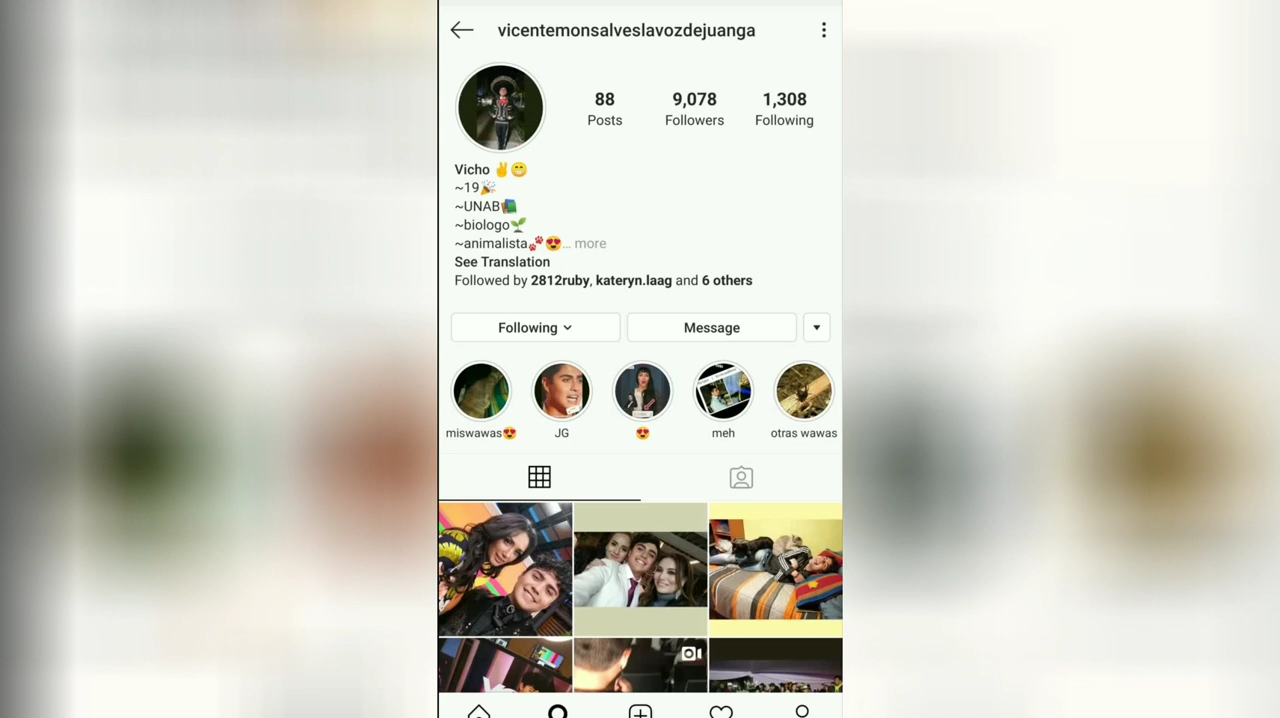 vicentemonsalveslavozdejuanga
88 9,078 1,308
Posts Followers Following
Vicho ✌😁
~19🎉
~UNAB📚
~biologo🌱
~animalista🐾😍... more
See Translation
Followed by 2812ruby, kateryn.laag and 6 others
Following Message
miswawas😍 JG 😍 meh otras wawas